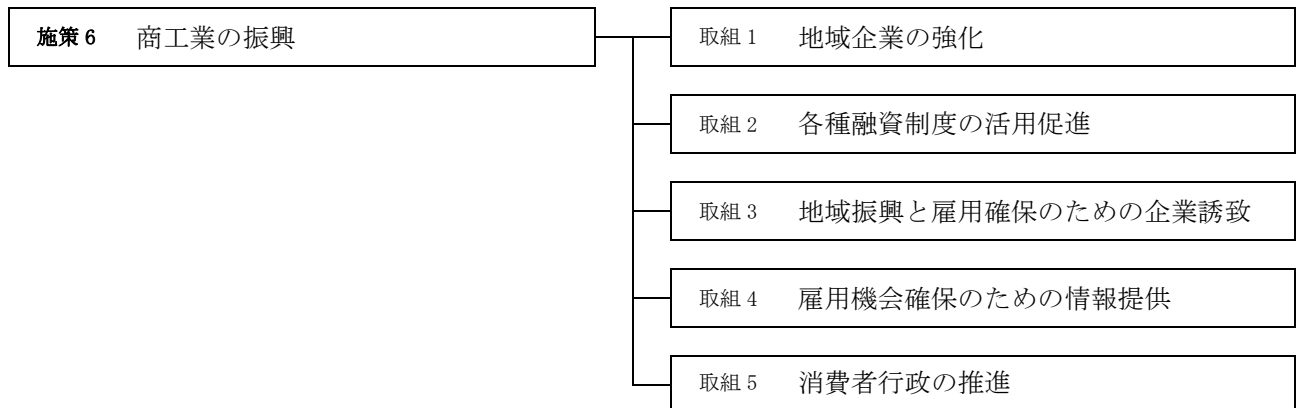 施策 6 商工業の振興
取組 1 地域企業の強化
取組 2 各種融資制度の活用促進
取組 3 地域振興と雇用確保のための企業誘致
取組 4 雇用機会確保のための情報提供
取組 5 消費者行政の推進